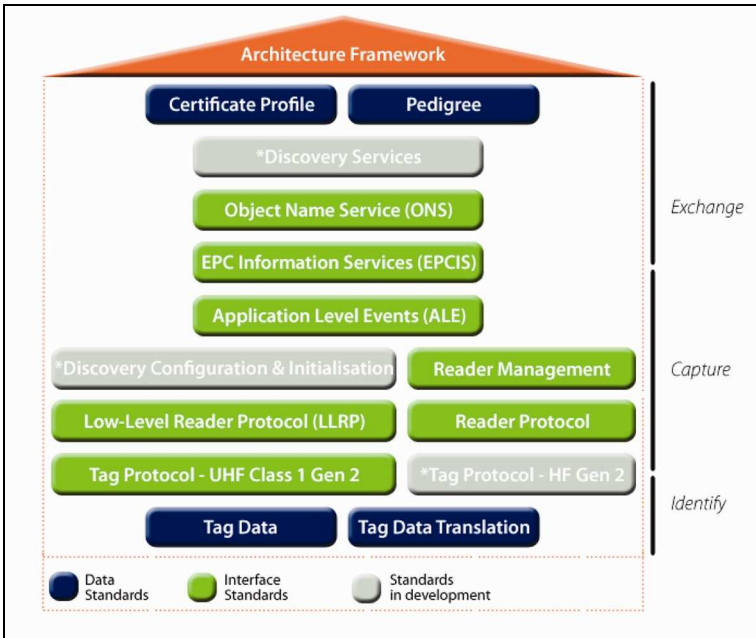 Architecture Framework
Certificate Profile
Pedigree
*Discovery Services
Object Name Service (ONS)
Exchange
EPC Information Services (EPCIS)
Application Level Events (ALE)
*Discovery Configuration & Initialisation
Reader Management
Capture
Low-Level Reader Protocol (LLRP)
Reader Protocol
Tag Protocol - UHF Class 1 Gen 2
*Tag Protocol - HF Gen 2
Identify
Tag Data
Tag Data Translation
Data
Standards
Interface
Standards
Standards
in development